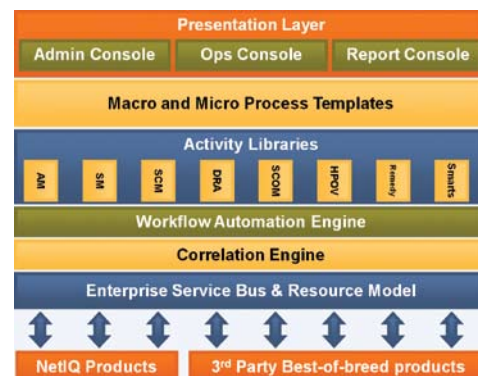 Presentation Layer
Admin Console Ops Console Report Console
Macro and Micro Process Templates
Activity Libraries
AM SM SCM DRA SCOM HPOV Remedy Smarts
Workflow Automation Engine
Correlation Engine
Enterprise Service Bus & Resource Model
NetIQ Products 3rd Party Best-of-breed products